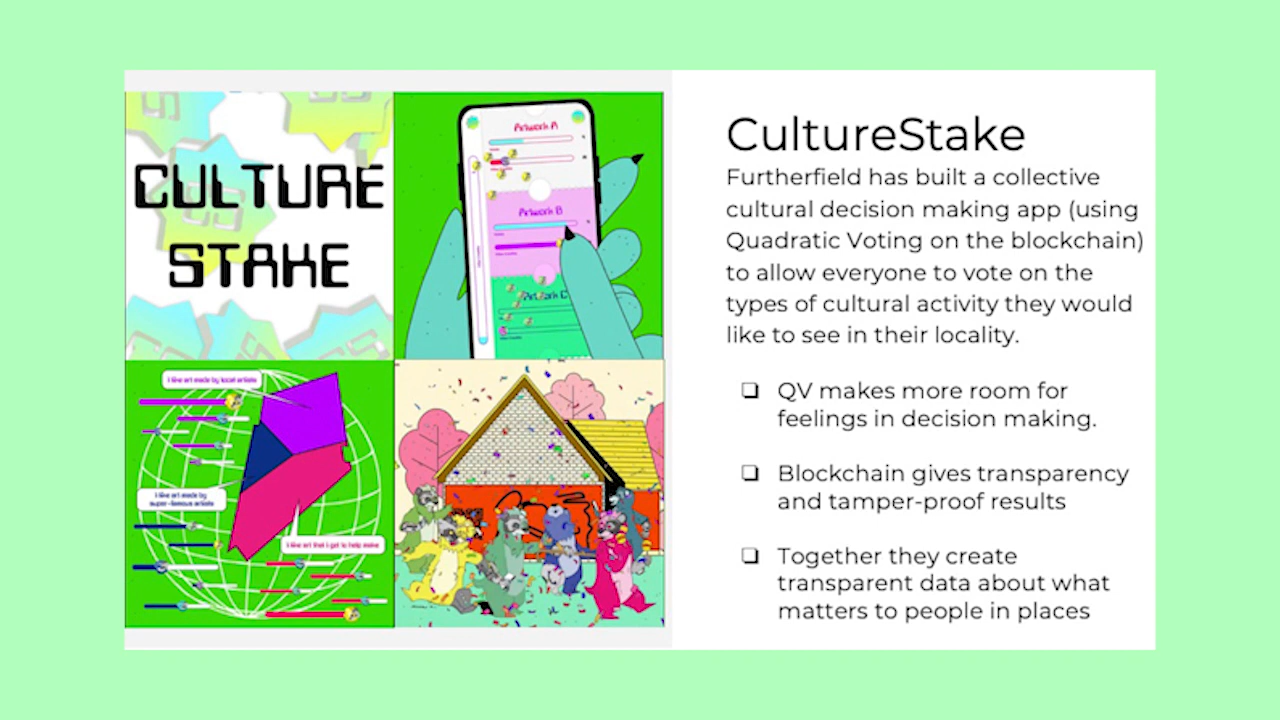 CULTURE
STAKE
Artwork A
Artwork B
Artwork C
I like art made by local artists
I like art made by
super-famous artists
I like art that I get to help make
CultureStake
Furtherfield has built a collective
cultural decision making app (using
Quadratic Voting on the blockchain)
to allow everyone to vote on the
types of cultural activity they would
like to see in their locality.
❏ QV makes more room for
feelings in decision making.
❏ Blockchain gives transparency
and tamper-proof results
❏ Together they create
transparent data about what
matters to people in places